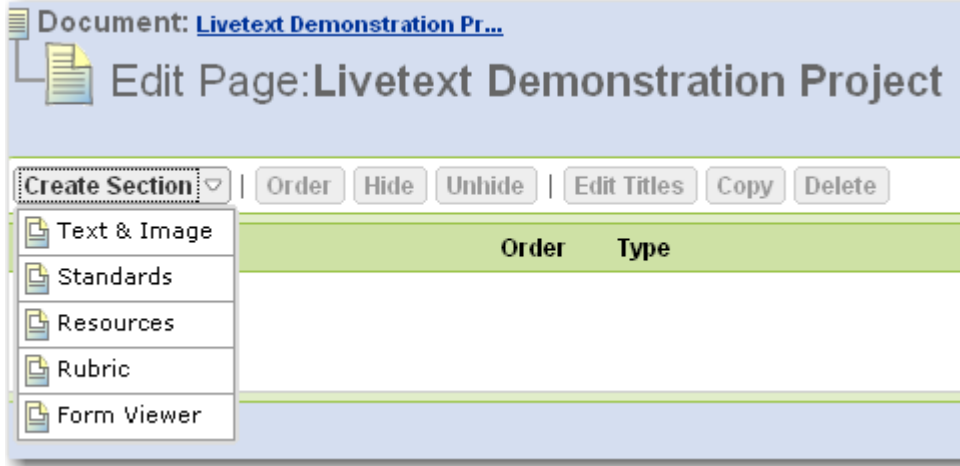 Document: Livetext Demonstration Pr...
Edit Page:Livetext Demonstration Project
Create Section | Order Hide Unhide | Edit Titles Copy Delete
Text & Image
Order Type
Standards
Resources
Rubric
Form Viewer